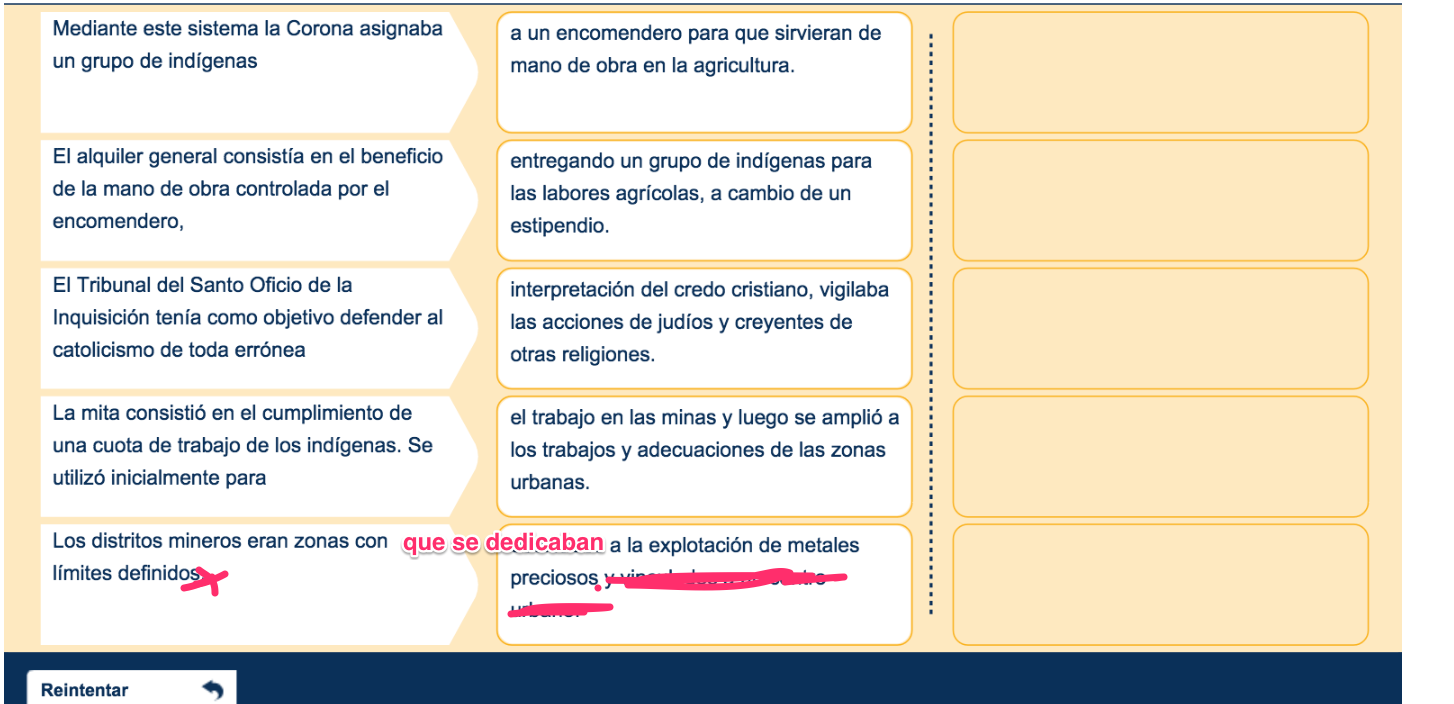 Mediante este sistema la Corona asignaba
un grupo de indígenas
a un encomendero para que sirvieran de
mano de obra en la agricultura.
El alquiler general consistía en el beneficio
de la mano de obra controlada por el
encomendero,
entregando un grupo de indígenas para
las labores agrícolas, a cambio de un
estipendio.
El Tribunal del Santo Oficio de la
Inquisición tenía como objetivo defender al
catolicismo de toda errónea
interpretación del credo cristiano, vigilaba
las acciones de judíos y creyentes de
otras religiones.
La mita consistió en el cumplimiento de
una cuota de trabajo de los indígenas. Se
utilizó inicialmente para
el trabajo en las minas y luego se amplió a
los trabajos y adecuaciones de las zonas
urbanas.
Los distritos mineros eran zonas con
límites definidos
que se dedicaban
a la explotación de metales
preciosos y
Reintentar